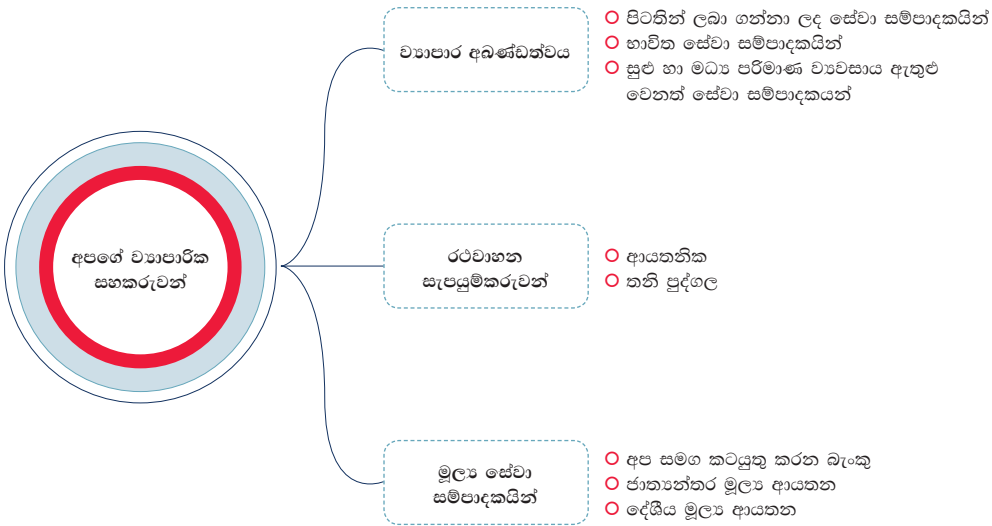 අපගේ ව්‍යාපාරික
සහකරුවන්
ව්‍යාපාර අඛණ්ඩත්වය
පිටතින් ලබා ගන්නා ලද සේවා සම්පාදකයින්
භාවිත සේවා සම්පාදකයින්
සුළු හා මධ්‍ය පරිමාණ ව්‍යවසාය ඇතුළු
වෙනත් සේවා සම්පාදකයන්
රථවාහන
සැපයුම්කරුවන්
ආයතනික
තනි පුද්ගල
මූල්‍ය සේවා
සම්පාදකයින්
අප සමග කටයුතු කරන බැංකු
ජාත්‍යන්තර මූල්‍ය ආයතන
දේශීය මූල්‍ය ආයතන